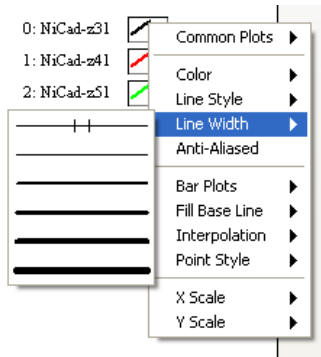 0: NiCad-z31
1: NiCad-z41
2: NiCad-z51
Common Plots
Color
Line Style
Line Width
Anti-Aliased
Bar Plots
Fill Base Line
Interpolation
Point Style
X Scale
Y Scale